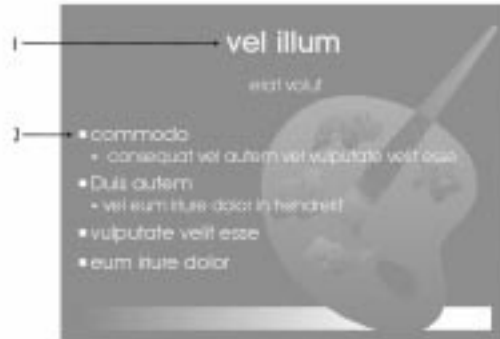 1
vel illum
erat volut
2
▪ commodo
• consequat vel autem vel vulputate velit esse
▪ Duis autem
• vel eum iriure dolor in hendrerit
▪ vulputate velit esse
▪ eum iriure dolor